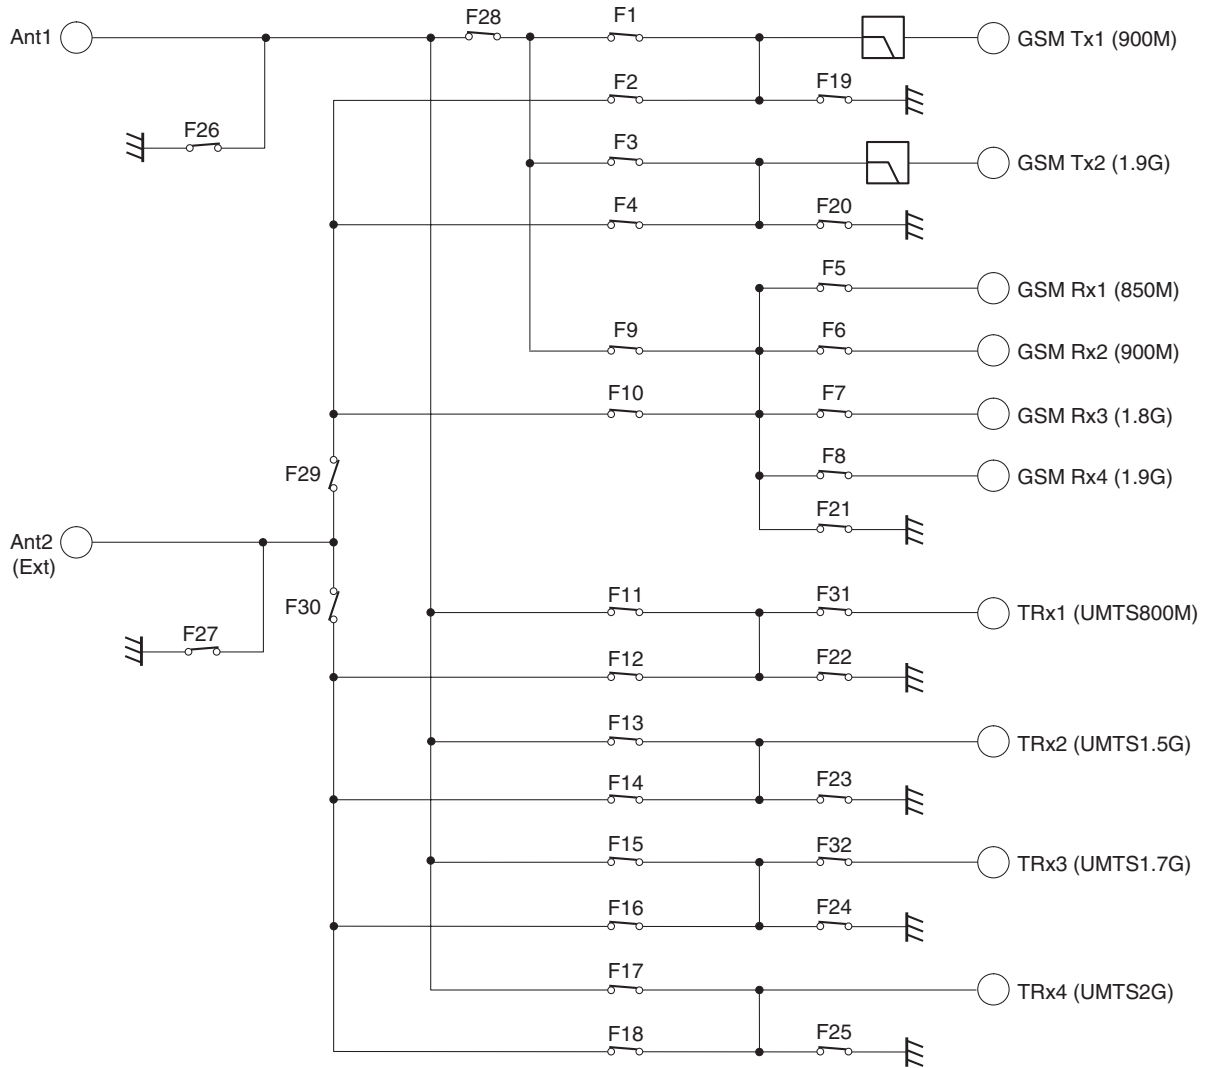 F28
F1
Ant1
GSM Tx1 (900M)
F2
F19
F26
F3
GSM Tx2 (1.9G)
F4
F20
F5
GSM Rx1 (850M)
F9
F6
GSM Rx2 (900M)
F10
F7
GSM Rx3 (1.8G)
F29
F8
GSM Rx4 (1.9G)
F21
Ant2
(Ext)
F30
F11
F31
TRx1 (UMTS800M)
F27
F12
F22
F13
TRx2 (UMTS1.5G)
F14
F23
F15
F32
TRx3 (UMTS1.7G)
F16
F24
F17
TRx4 (UMTS2G)
F18
F25